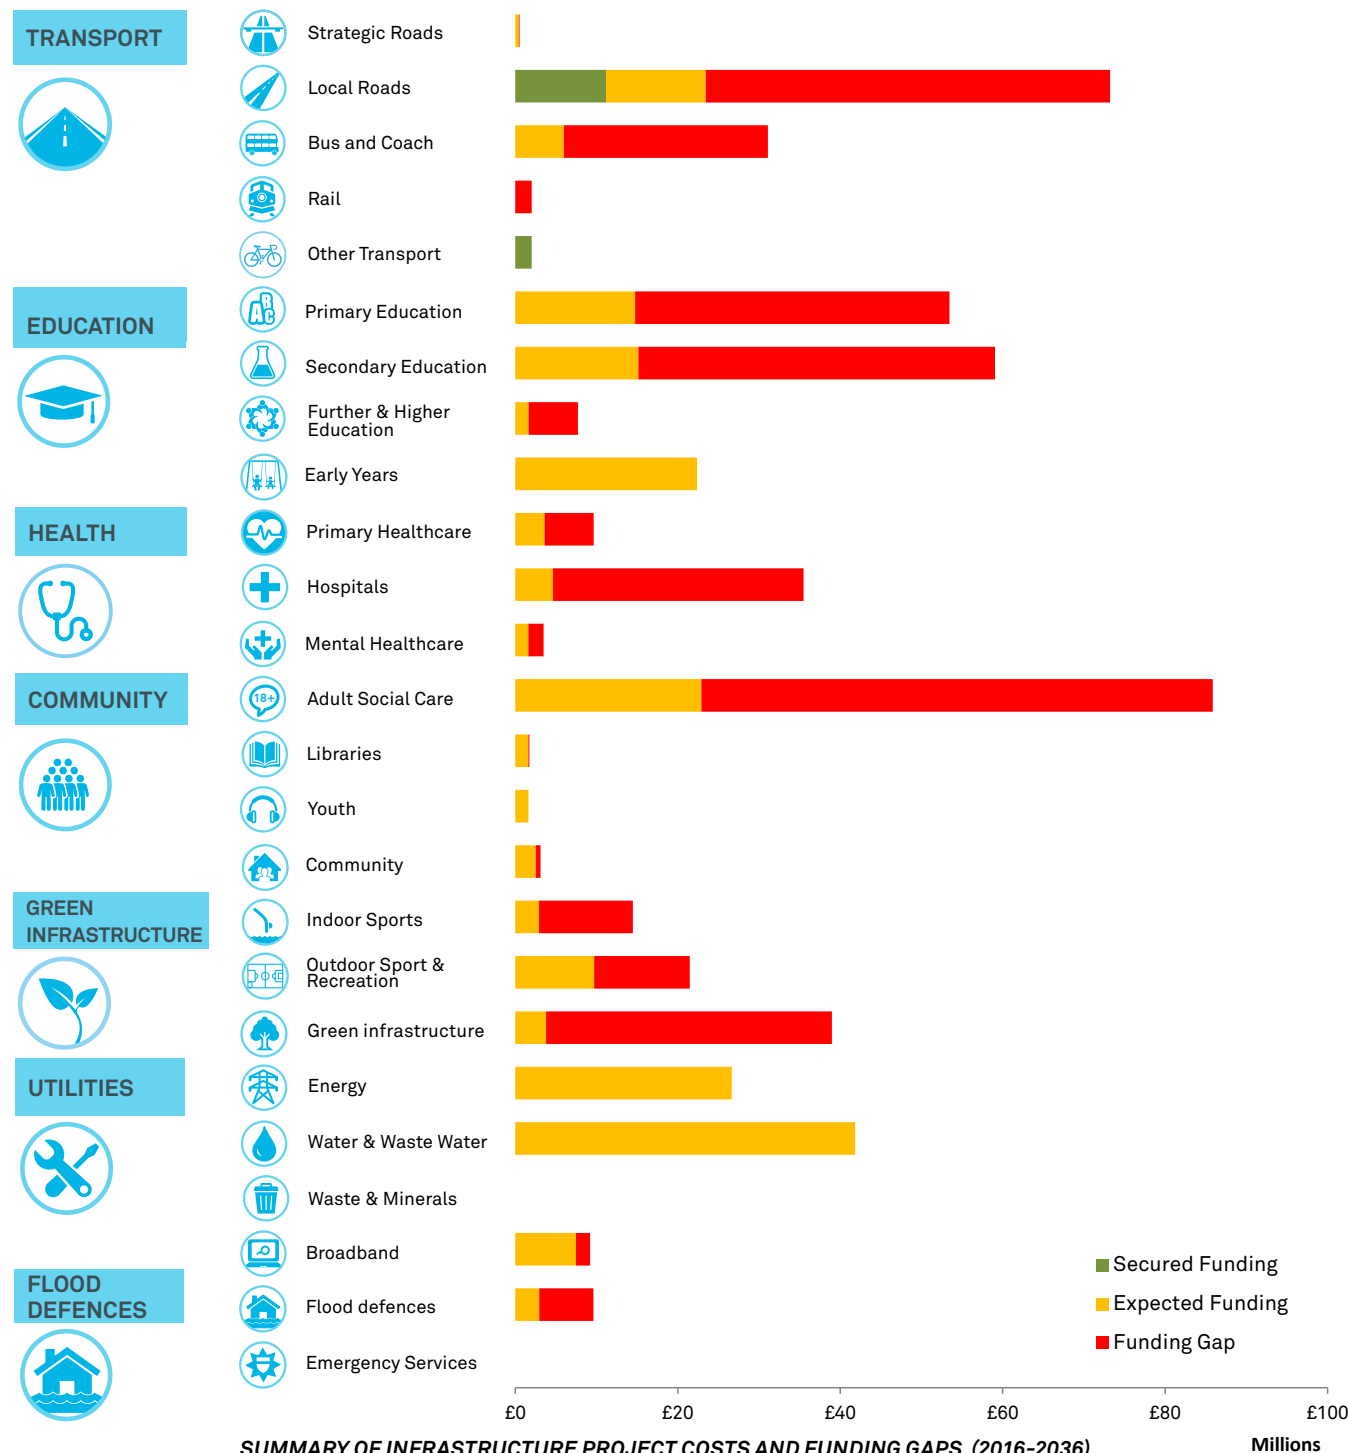 TRANSPORT
Strategic Roads
Local Roads
Bus and Coach
Rail
Other Transport
EDUCATION
ABC
Primary Education
Secondary Education
Further & Higher
Education
Early Years
HEALTH
Primary Healthcare
Hospitals
Mental Healthcare
COMMUNITY
18+
Adult Social Care
Libraries
Youth
Community
GREEN
INFRASTRUCTURE
Indoor Sports
Outdoor Sport &
Recreation
Green infrastructure
UTILITIES
Energy
Water & Waste Water
Waste & Minerals
Broadband
FLOOD
DEFENCES
Flood defences
Emergency Services
Secured Funding
Expected Funding
Funding Gap
£0 £20 £40 £60 £80 £100
Millions
SUMMARY OF INFRASTRUCTURE PROJECT COSTS AND FUNDING GAPS (2016-2036)